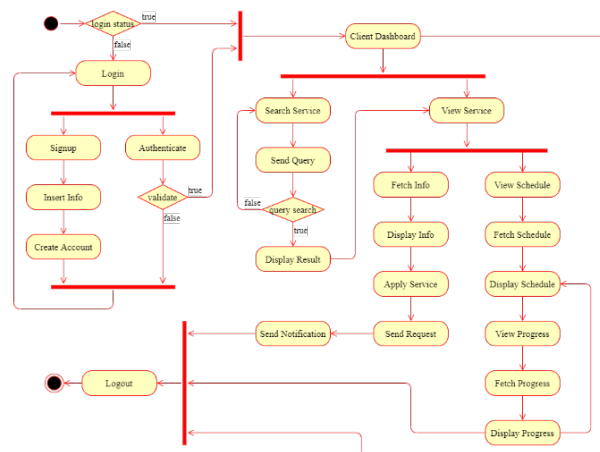 login status
true
false
Login
Client Dashboard
Signup
Authenticate
Insert Info
validate
true
false
Create Account
Search Service
View Service
Send Query
query search
false
true
Display Result
Fetch Info
View Schedule
Display Info
Fetch Schedule
Apply Service
Display Schedule
Send Notification
Send Request
View Progress
Logout
Fetch Progress
Display Progress